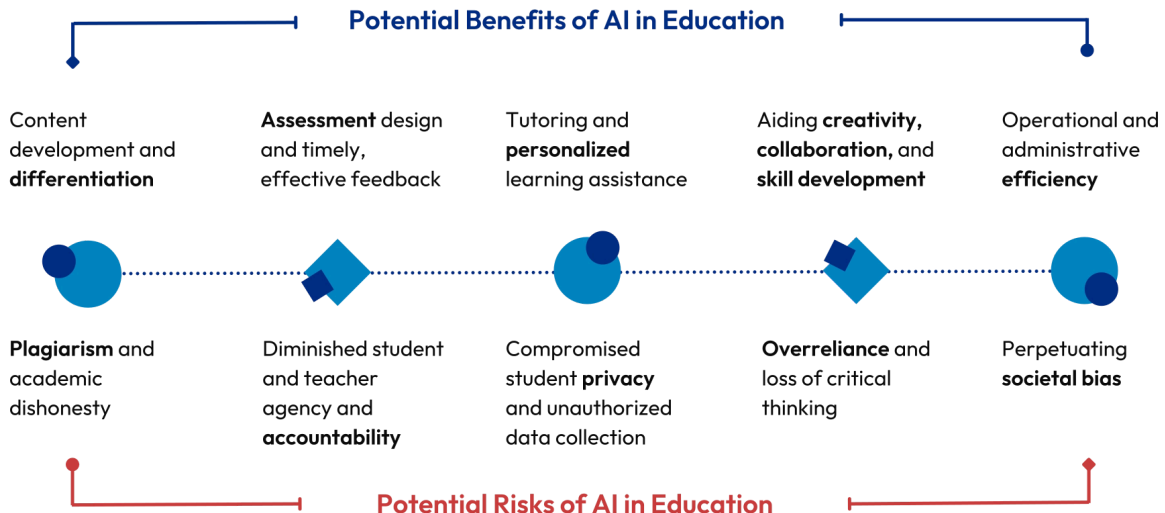 Potential Benefits of AI in Education
Content
development and
differentiation
Assessment design
and timely,
effective feedback
Tutoring and
personalized
learning assistance
Aiding creativity,
collaboration, and
skill development
Operational and
administrative
efficiency
Plagiarism and
academic
dishonesty
Diminished student
and teacher
agency and
accountability
Compromised
student privacy
and unauthorized
data collection
Overreliance and
loss of critical
thinking
Perpetuating
societal bias
Potential Risks of AI in Education